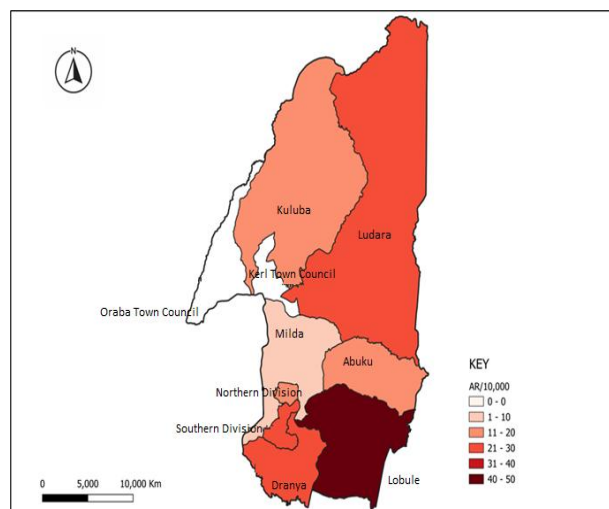 N
Kuluba
Ludara
Kerl Town Council
Oraba Town Council
Milda
Abuku
Northern Division
Southern Division
Dranya
Lobule
KEY
AR/10,000
0 - 0
1 - 10
11 - 20
21 - 30
31 - 40
40 - 50
0 5,000 10,000 Km